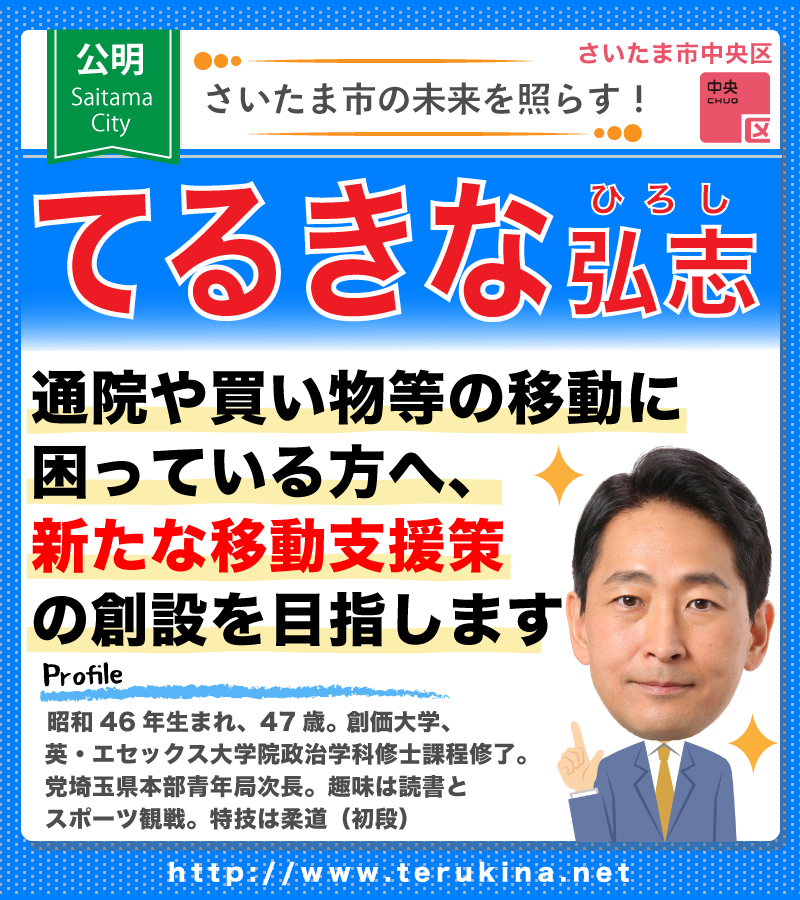 公明
Saitama
City
さいたま市の未来を照らす！
さいたま市中央区
中央
CHUO
区
ひろし
てるきな弘志
通院や買い物等の移動に
困っている方へ、
新たな移動支援策
の創設を目指します
Profile
昭和46年生まれ、47歳。創価大学、
英・エセックス大学院政治学科修士課程修了。
党埼玉県本部青年局次長。趣味は読書と
スポーツ観戦。特技は柔道（初段）
http://www.terukina.net